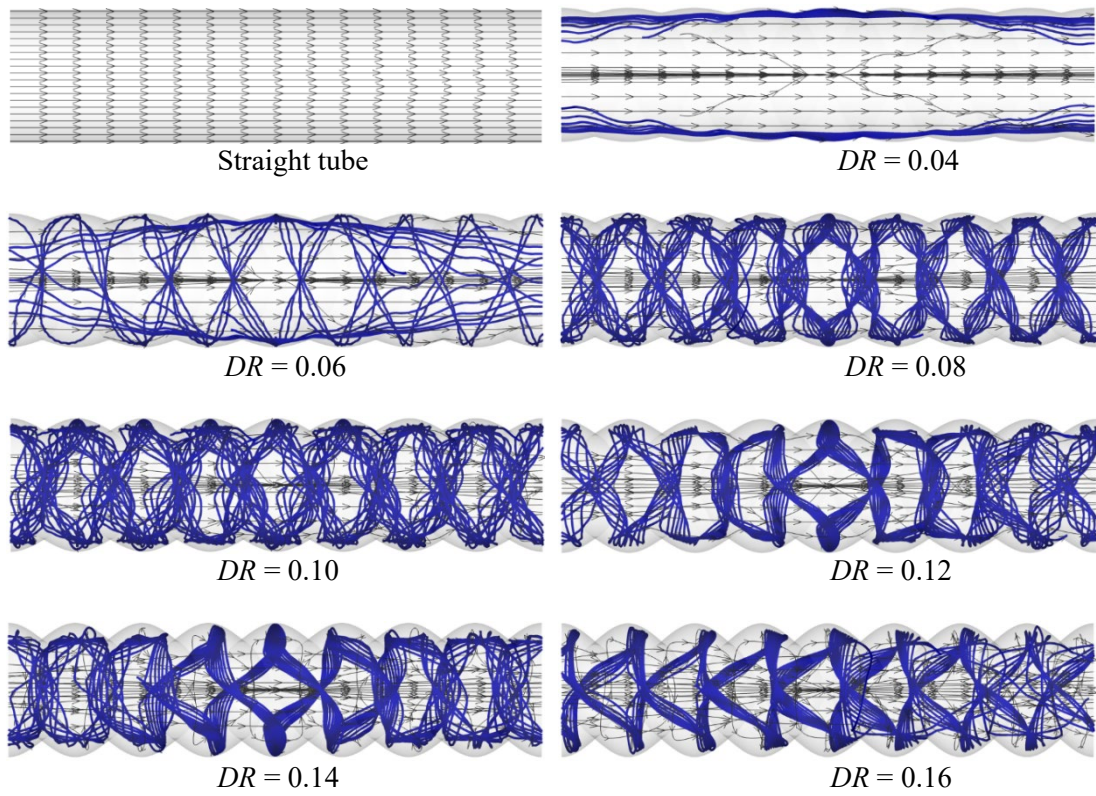 Straight tube
DR = 0.04
DR = 0.06
DR = 0.08
DR = 0.10
DR = 0.12
DR = 0.14
DR = 0.16